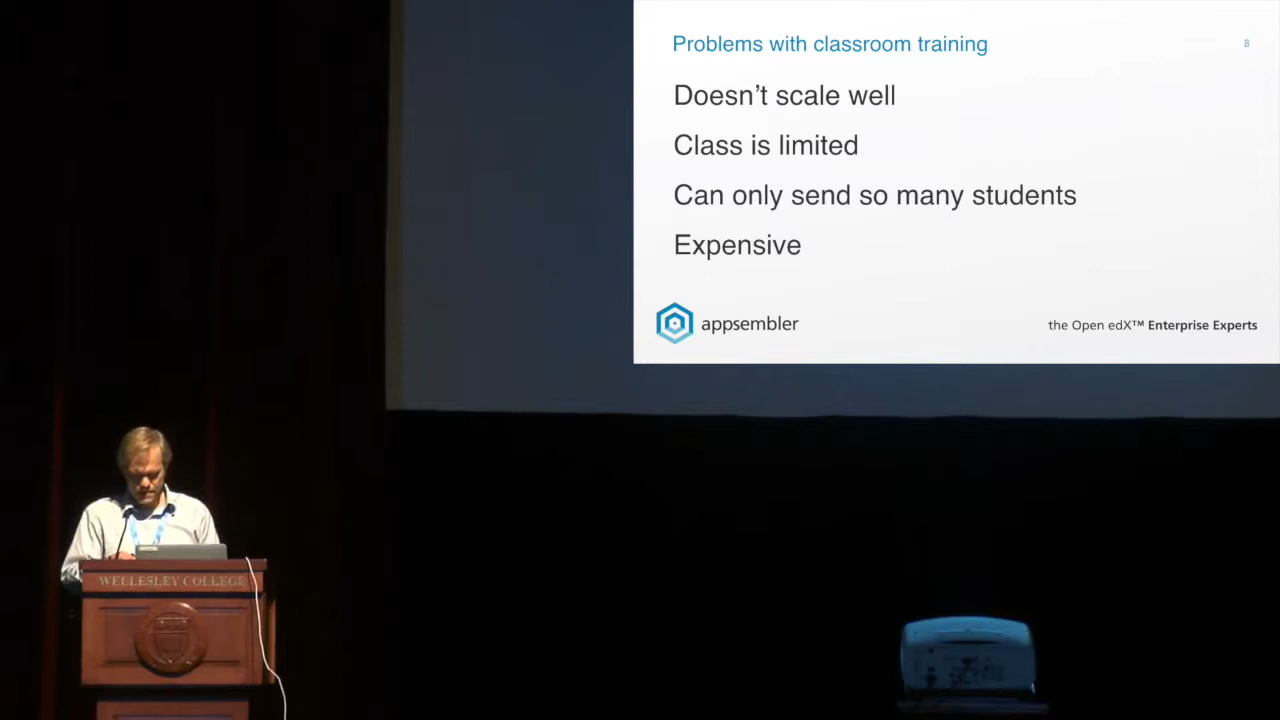 Problems with classroom training
8
Doesn’t scale well
Class is limited
Can only send so many students
Expensive
appsembler
the Open edX™ Enterprise Experts
WELLESLEY COLLEGE